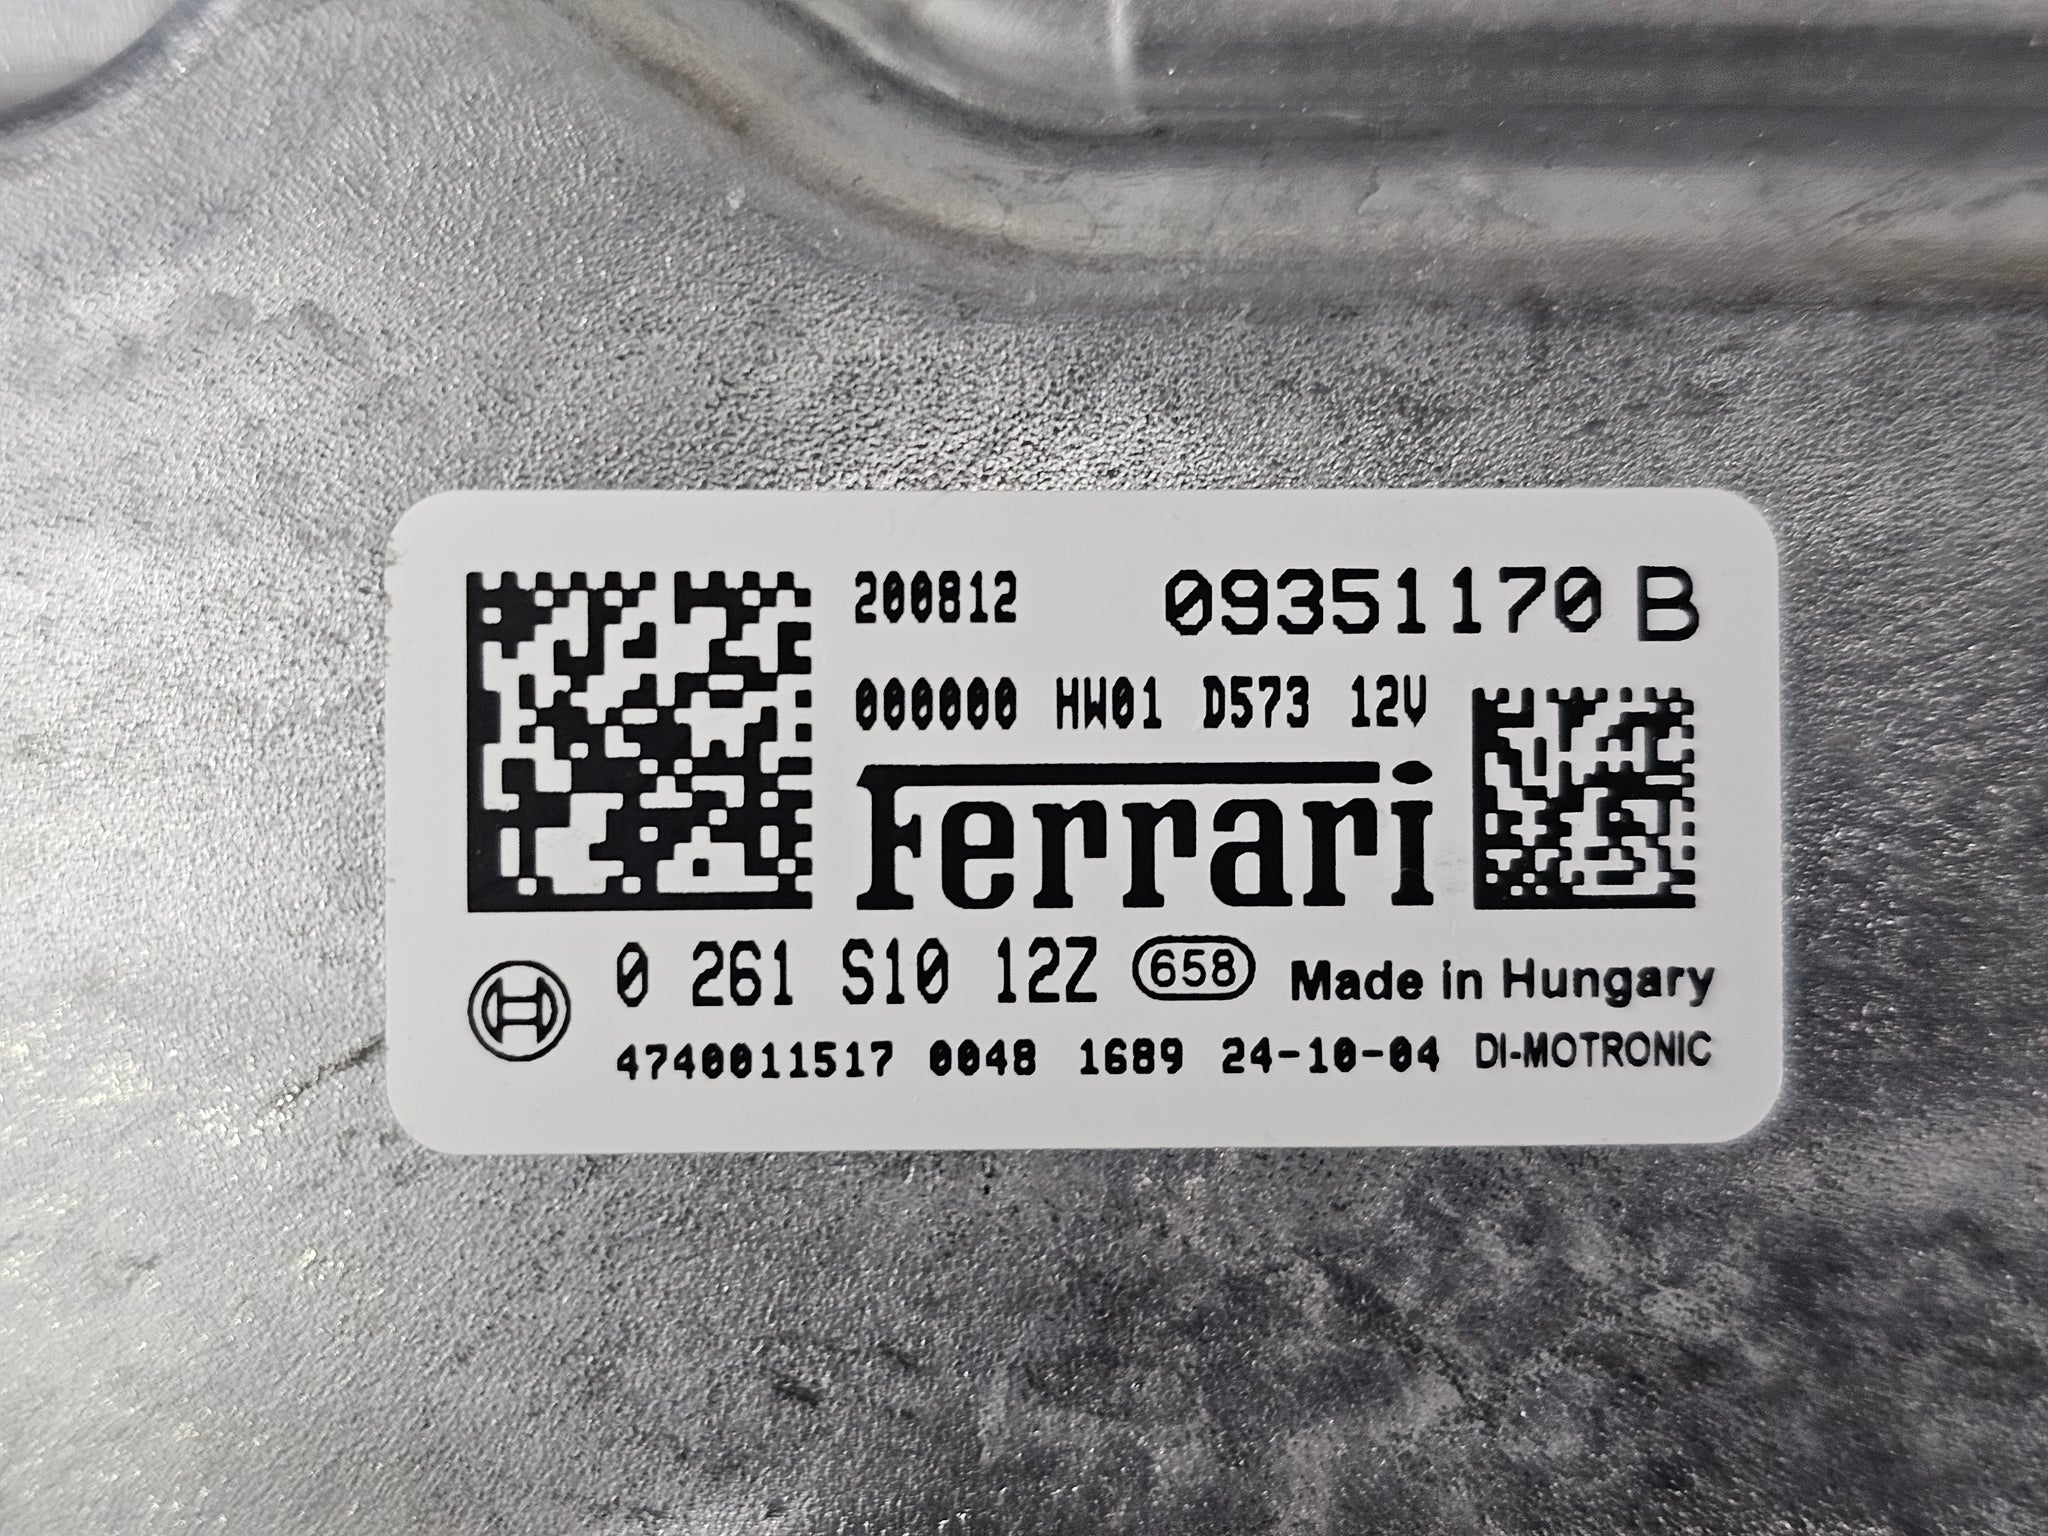 200812 09351170 B
000000 HW01 D573 12V
Ferrari
0 261 S10 12Z 658 Made in Hungary
4740011517 0048 1689 24-10-04 DI-MOTRONIC